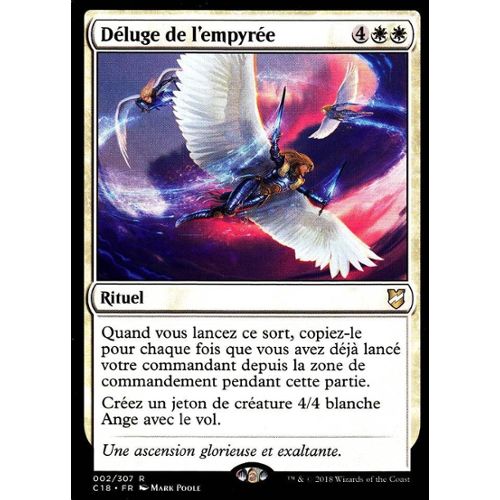 Déluge de l'empyrée 4
Rituel
Quand vous lancez ce sort, copiez-le
pour chaque fois que vous avez déjà lancé
votre commandant depuis la zone de
commandement pendant cette partie.
Créez un jeton de créature 4/4 blanche
Ange avec le vol.
Une ascension glorieuse et exaltante.
002/307 R
C18 • FR Mark Poole
™ & © 2018 Wizards of the Coast